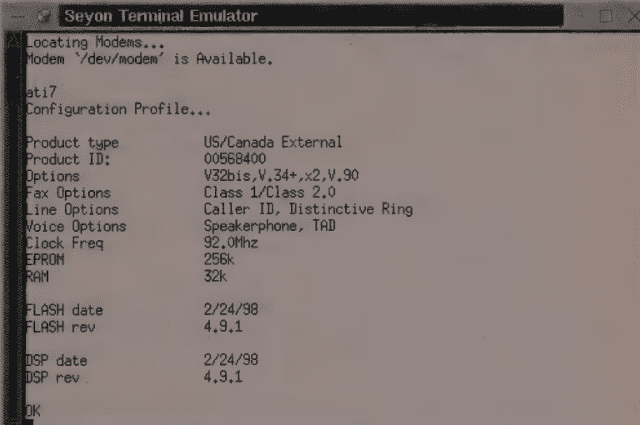 Seyon Terminal Emulator
Locating Modems...
Modem `/dev/modem' is Available.
ati7
Configuration Profile...
Product type US/Canada External
Product ID: 00568400
Options V32bis,V.34+,x2,V.90
Fax Options Class 1/Class 2.0
Line Options Caller ID, Distinctive Ring
Voice Options Speakerphone, TAD
Clock Freq 92.0Mhz
EPROM 256k
RAM 32k
FLASH date 2/24/98
FLASH rev 4.9.1
DSP date 2/24/98
DSP rev 4.9.1
OK